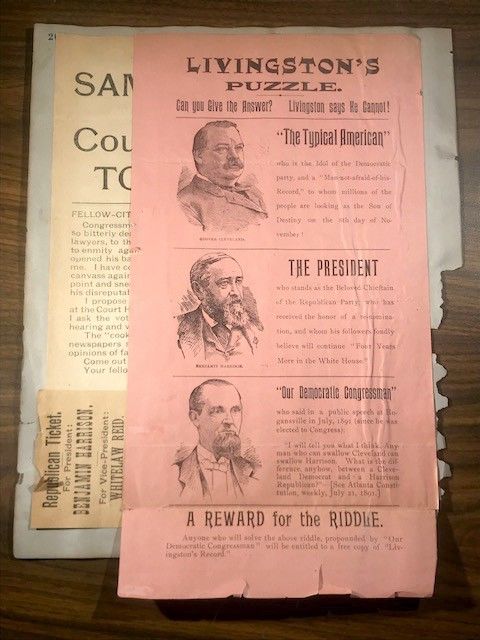 2
SAM
Cou
TO
FELLOW-CIT
Congressm
so bitterly de
lawyers, to th
to enmity aga
opened his ba
me. I have co
canvass again
point and sne
his disreputa
I propose
at the Court H
I ask the vot
hearing and v
The "cook
newspapers
opinions of fa
Come out
Your fello
Republican Ticket.
For President:
BENJAMIN HARRISON.
For Vice-President:
WHITELAW REID.
LIVINGSTON'S
PUZZLE.
Can you Give the Answer? Livingston says He Cannot!
"The Typical American"
who is the Idol of the Democratic
party, and a "Man-not-afraid-of-his-
Record," to whom millions of the
people are looking as the Son of
Destiny on the 8th day of No-
vember!
GROVER CLEVELAND.
THE PRESIDENT
who stands as the Beloved Chieftain
of the Republican Party, who has
received the honor of a re-nomina-
tion, and whom his followers fondly
believe will continue "Four Years
More in the White House."
BENJAMIN HARRISON.
"Our Democratic Congressman"
who said in a public speech at Ro-
gansville in July, 1891 (since he was
elected to Congress):
"I will tell you what I think. Any
man who can swallow Cleveland can
swallow Harrison. What is the dif-
ference, anyhow, between a Cleve-
land Democrat and a Harrison
Republican?"—[See Atlanta Consti-
tution, weekly, July 21, 1891.]
A REWARD for the RIDDLE.
Anyone who will solve the above riddle, propounded by "Our
Democratic Congressman" will be entitled to a free copy of "Liv-
ingston's Record."